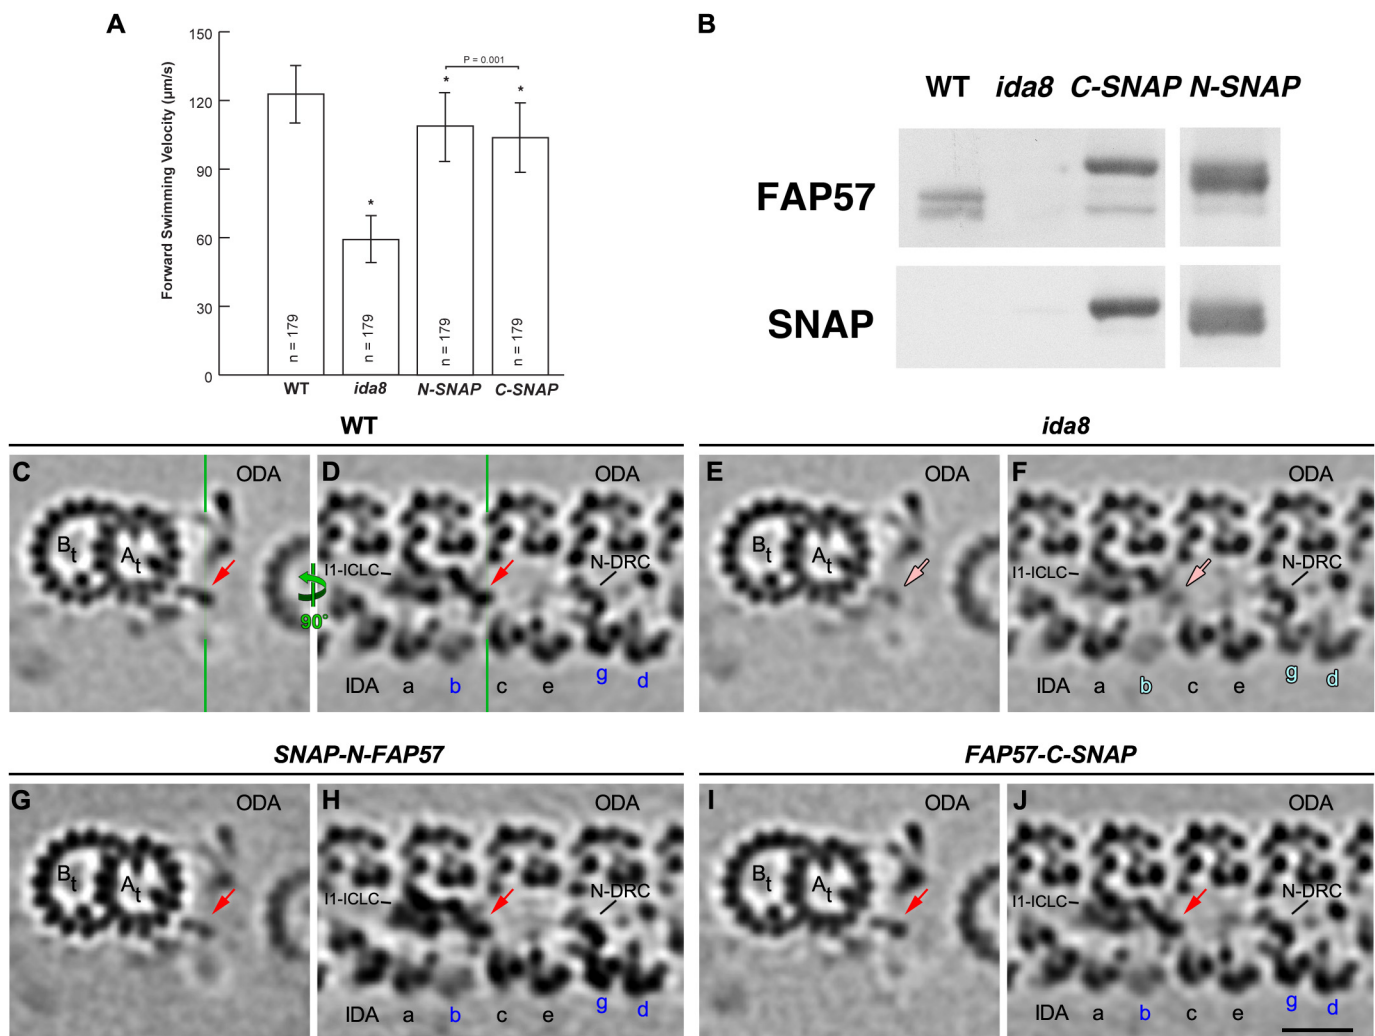 A
B
Forward Swimming Velocity (µm/s)
150
120
90
60
30
0
P = 0.001
*
*
*
n = 179
n = 179
n = 179
n = 179
WT
ida8
N-SNAP
C-SNAP
WT ida8 C-SNAP N-SNAP
FAP57
SNAP
WT
C
ODA
Bt
At
90°
D
ODA
I1-ICLC
N-DRC
IDA a b c e g d
ida8
E
ODA
Bt
At
F
ODA
I1-ICLC
N-DRC
IDA a b c e g d
SNAP-N-FAP57
G
ODA
Bt
At
H
ODA
I1-ICLC
N-DRC
IDA a b c e g d
FAP57-C-SNAP
I
ODA
Bt
At
J
ODA
I1-ICLC
N-DRC
IDA a b c e g d